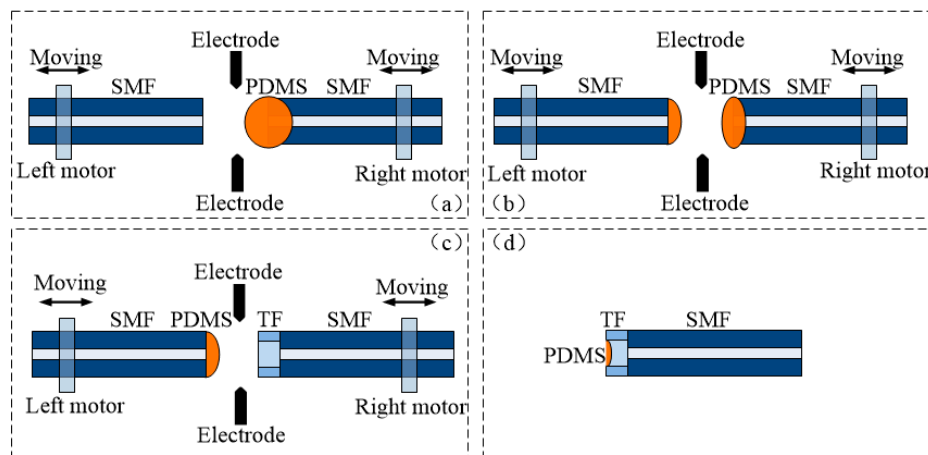 Electrode
Moving
SMF
PDMS
SMF
Moving
Left motor
Right motor
Electrode
（a）
Electrode
Moving
SMF
PDMS
SMF
Moving
Left motor
Right motor
Electrode
（b）
（c）
Electrode
Moving
SMF
PDMS
TF
SMF
Moving
Left motor
Right motor
Electrode
（d）
TF
SMF
PDMS